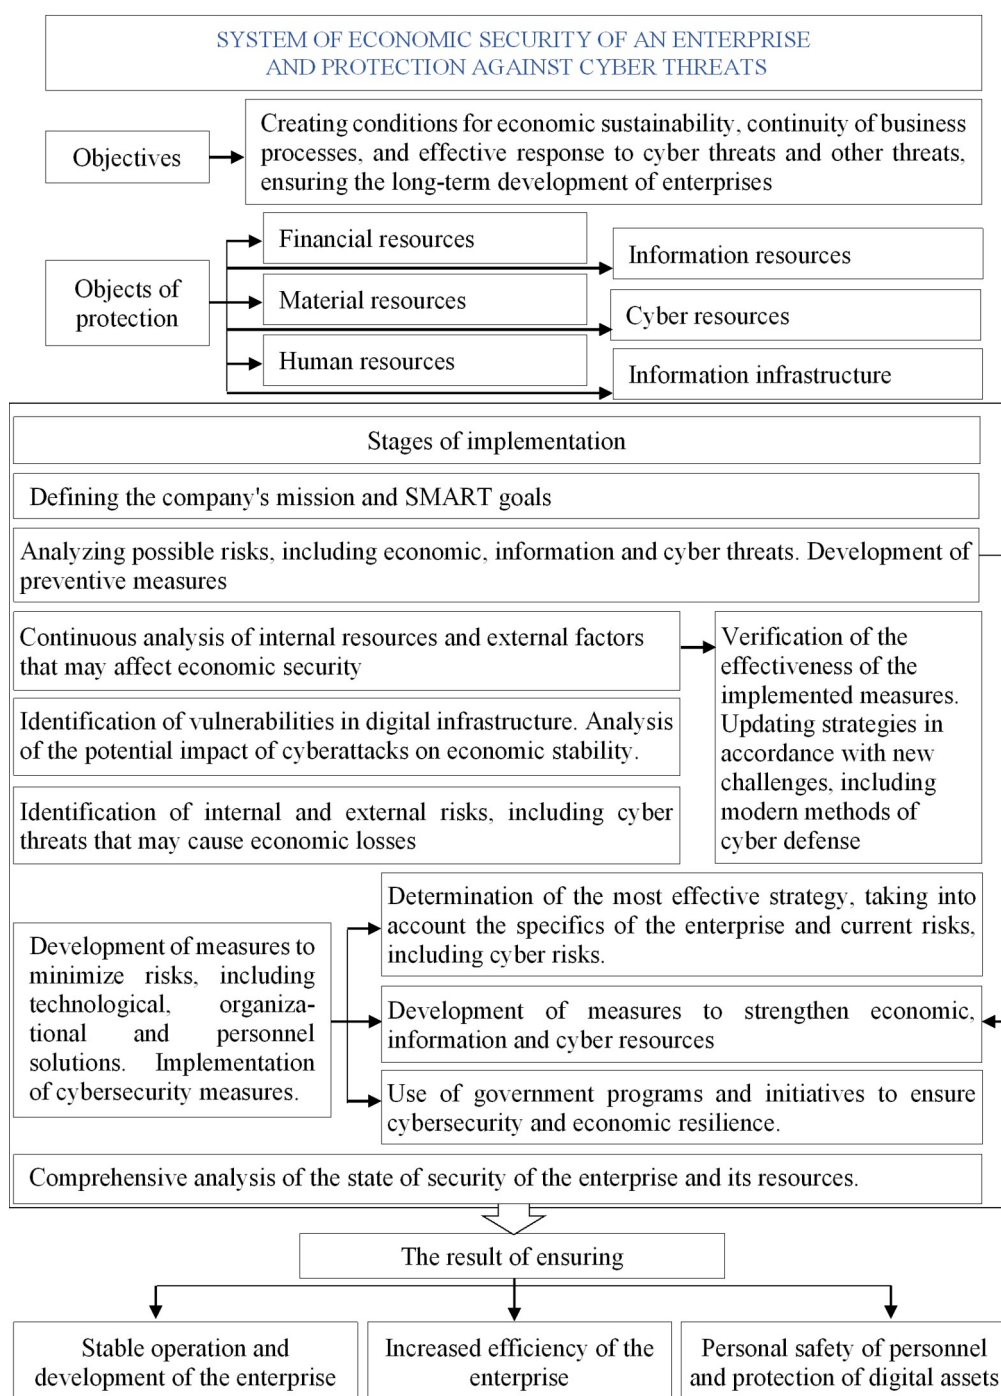 SYSTEM OF ECONOMIC SECURITY OF AN ENTERPRISE
AND PROTECTION AGAINST CYBER THREATS
Objectives
Creating conditions for economic sustainability, continuity of business
processes, and effective response to cyber threats and other threats,
ensuring the long-term development of enterprises
Objects of
protection
Financial resources
Information resources
Material resources
Cyber resources
Human resources
Information infrastructure
Stages of implementation
Defining the company's mission and SMART goals
Analyzing possible risks, including economic, information and cyber threats. Development of
preventive measures
Continuous analysis of internal resources and external factors
that may affect economic security
Identification of vulnerabilities in digital infrastructure. Analysis
of the potential impact of cyberattacks on economic stability.
Identification of internal and external risks, including cyber
threats that may cause economic losses
Verification of the
effectiveness of the
implemented measures.
Updating strategies in
accordance with new
challenges, including
modern methods of
cyber defense
Development of measures to
minimize risks, including
technological, organiza-
tional and personnel
solutions. Implementation
of cybersecurity measures.
Determination of the most effective strategy, taking into
account the specifics of the enterprise and current risks,
including cyber risks.
Development of measures to strengthen economic,
information and cyber resources
Use of government programs and initiatives to ensure
cybersecurity and economic resilience.
Comprehensive analysis of the state of security of the enterprise and its resources.
The result of ensuring
Stable operation and
development of the enterprise
Increased efficiency of the
enterprise
Personal safety of personnel
and protection of digital assets